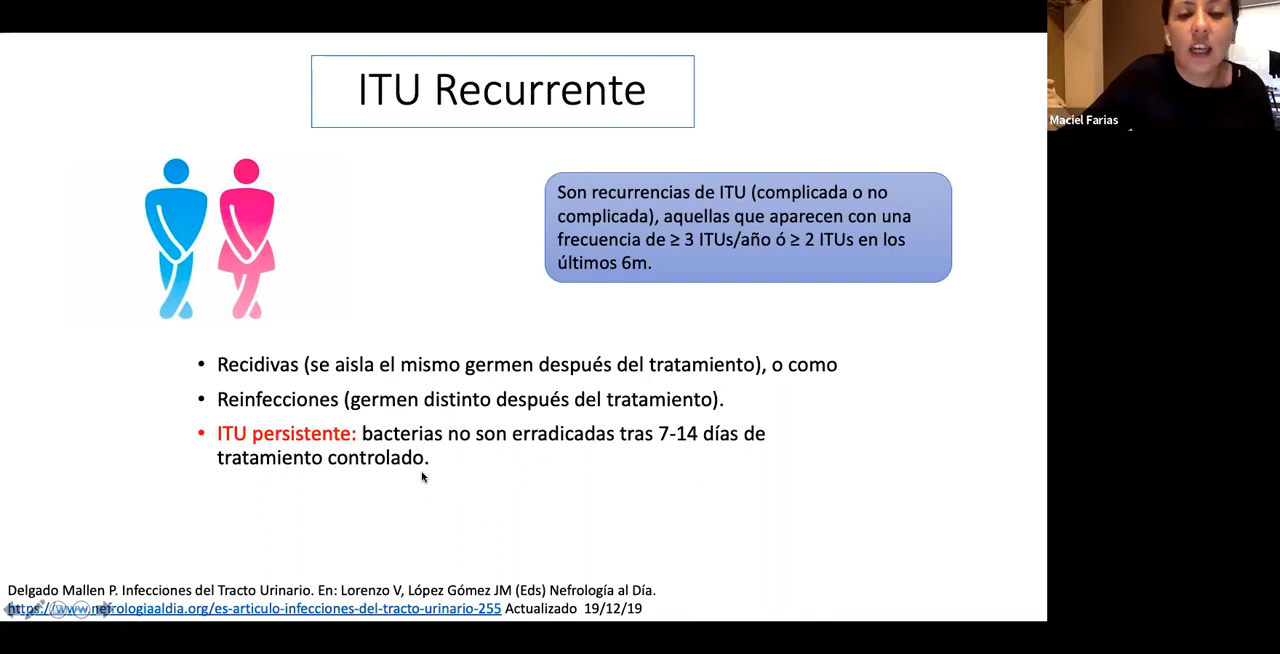 ITU Recurrente
Maciel Farias
Son recurrencias de ITU (complicada o no
complicada), aquellas que aparecen con una
frecuencia de ≥ 3 ITUs/año ó ≥ 2 ITUs en los
últimos 6m.
• Recidivas (se aisla el mismo germen después del tratamiento), o como
• Reinfecciones (germen distinto después del tratamiento).
• ITU persistente: bacterias no son erradicadas tras 7-14 días de
tratamiento controlado.
Delgado Mallen P. Infecciones del Tracto Urinario. En: Lorenzo V, López Gómez JM (Eds) Nefrología al Día.
https://www.nefrologiaaldia.org/es-articulo-infecciones-del-tracto-urinario-255 Actualizado 19/12/19